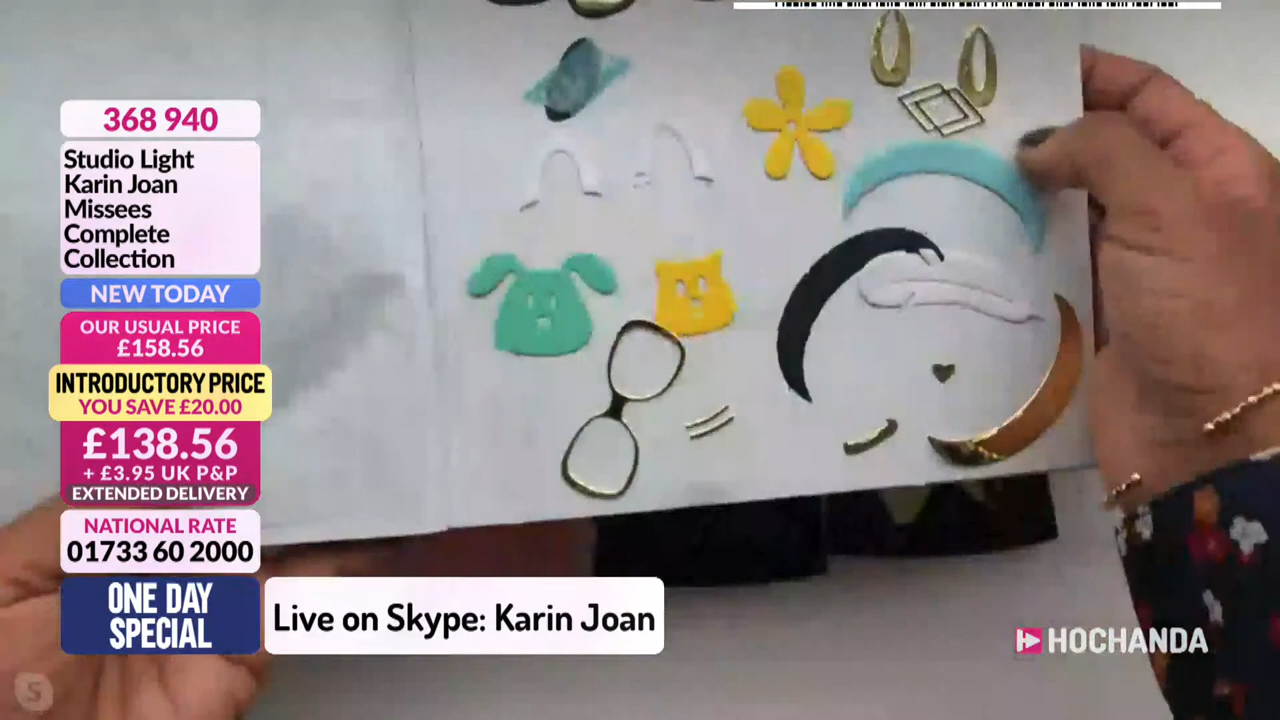 368 940
Studio Light
Karin Joan
Missees
Complete
Collection
NEW TODAY
OUR USUAL PRICE
£158.56
INTRODUCTORY PRICE
YOU SAVE £20.00
£138.56
+ £3.95 UK P&P
EXTENDED DELIVERY
NATIONAL RATE
01733 60 2000
ONE DAY
SPECIAL
Live on Skype: Karin Joan
HOCHANDA
S